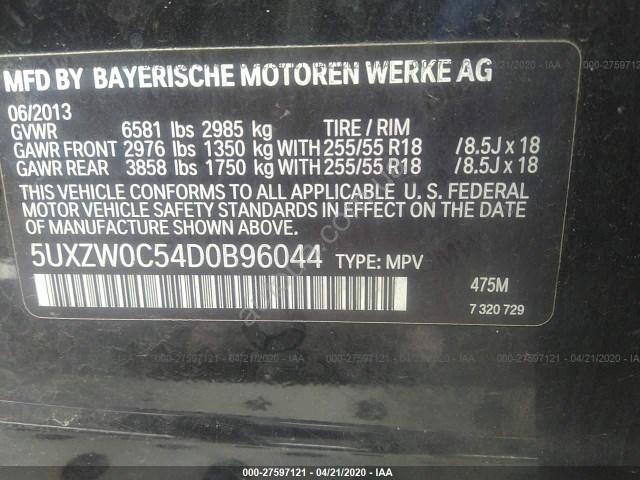 MFD BY BAYERISCHE MOTOREN WERKE AG
06/2013
GVWR 6581 lbs 2985 kg TIRE / RIM
GAWR FRONT 2976 lbs 1350 kg WITH 255/55 R18 /8.5J x 18
GAWR REAR 3858 lbs 1750 kg WITH 255/55 R18 /8.5J x 18
THIS VEHICLE CONFORMS TO ALL APPLICABLE U. S. FEDERAL
MOTOR VEHICLE SAFETY STANDARDS IN EFFECT ON THE
DATE OF MANUFACTURE SHOWN ABOVE.
5UXZW0C54D0B96044 TYPE: MPV
475M
7 320 729
000-27597121 - 04/21/2020 - IAA